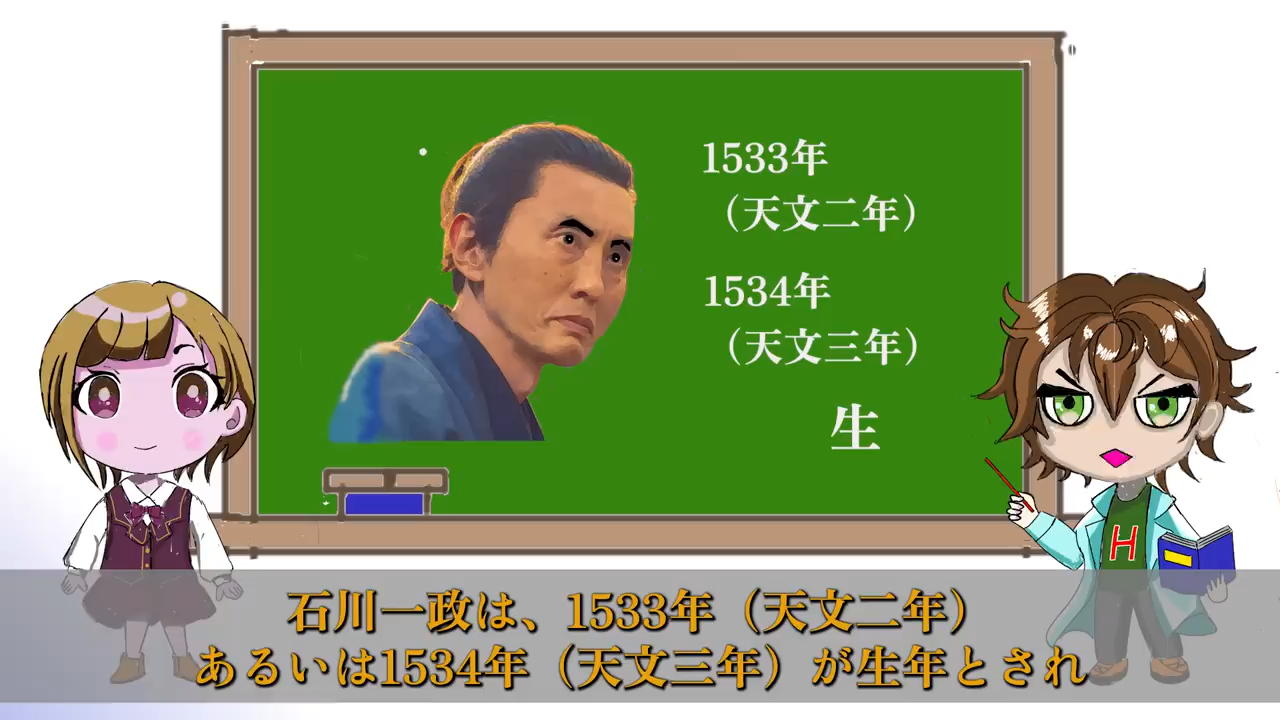 1533年
（天文二年）
1534年
（天文三年）
生
H
石川一政は、1533年（天文二年）
あるいは1534年（天文三年）が生年とされ